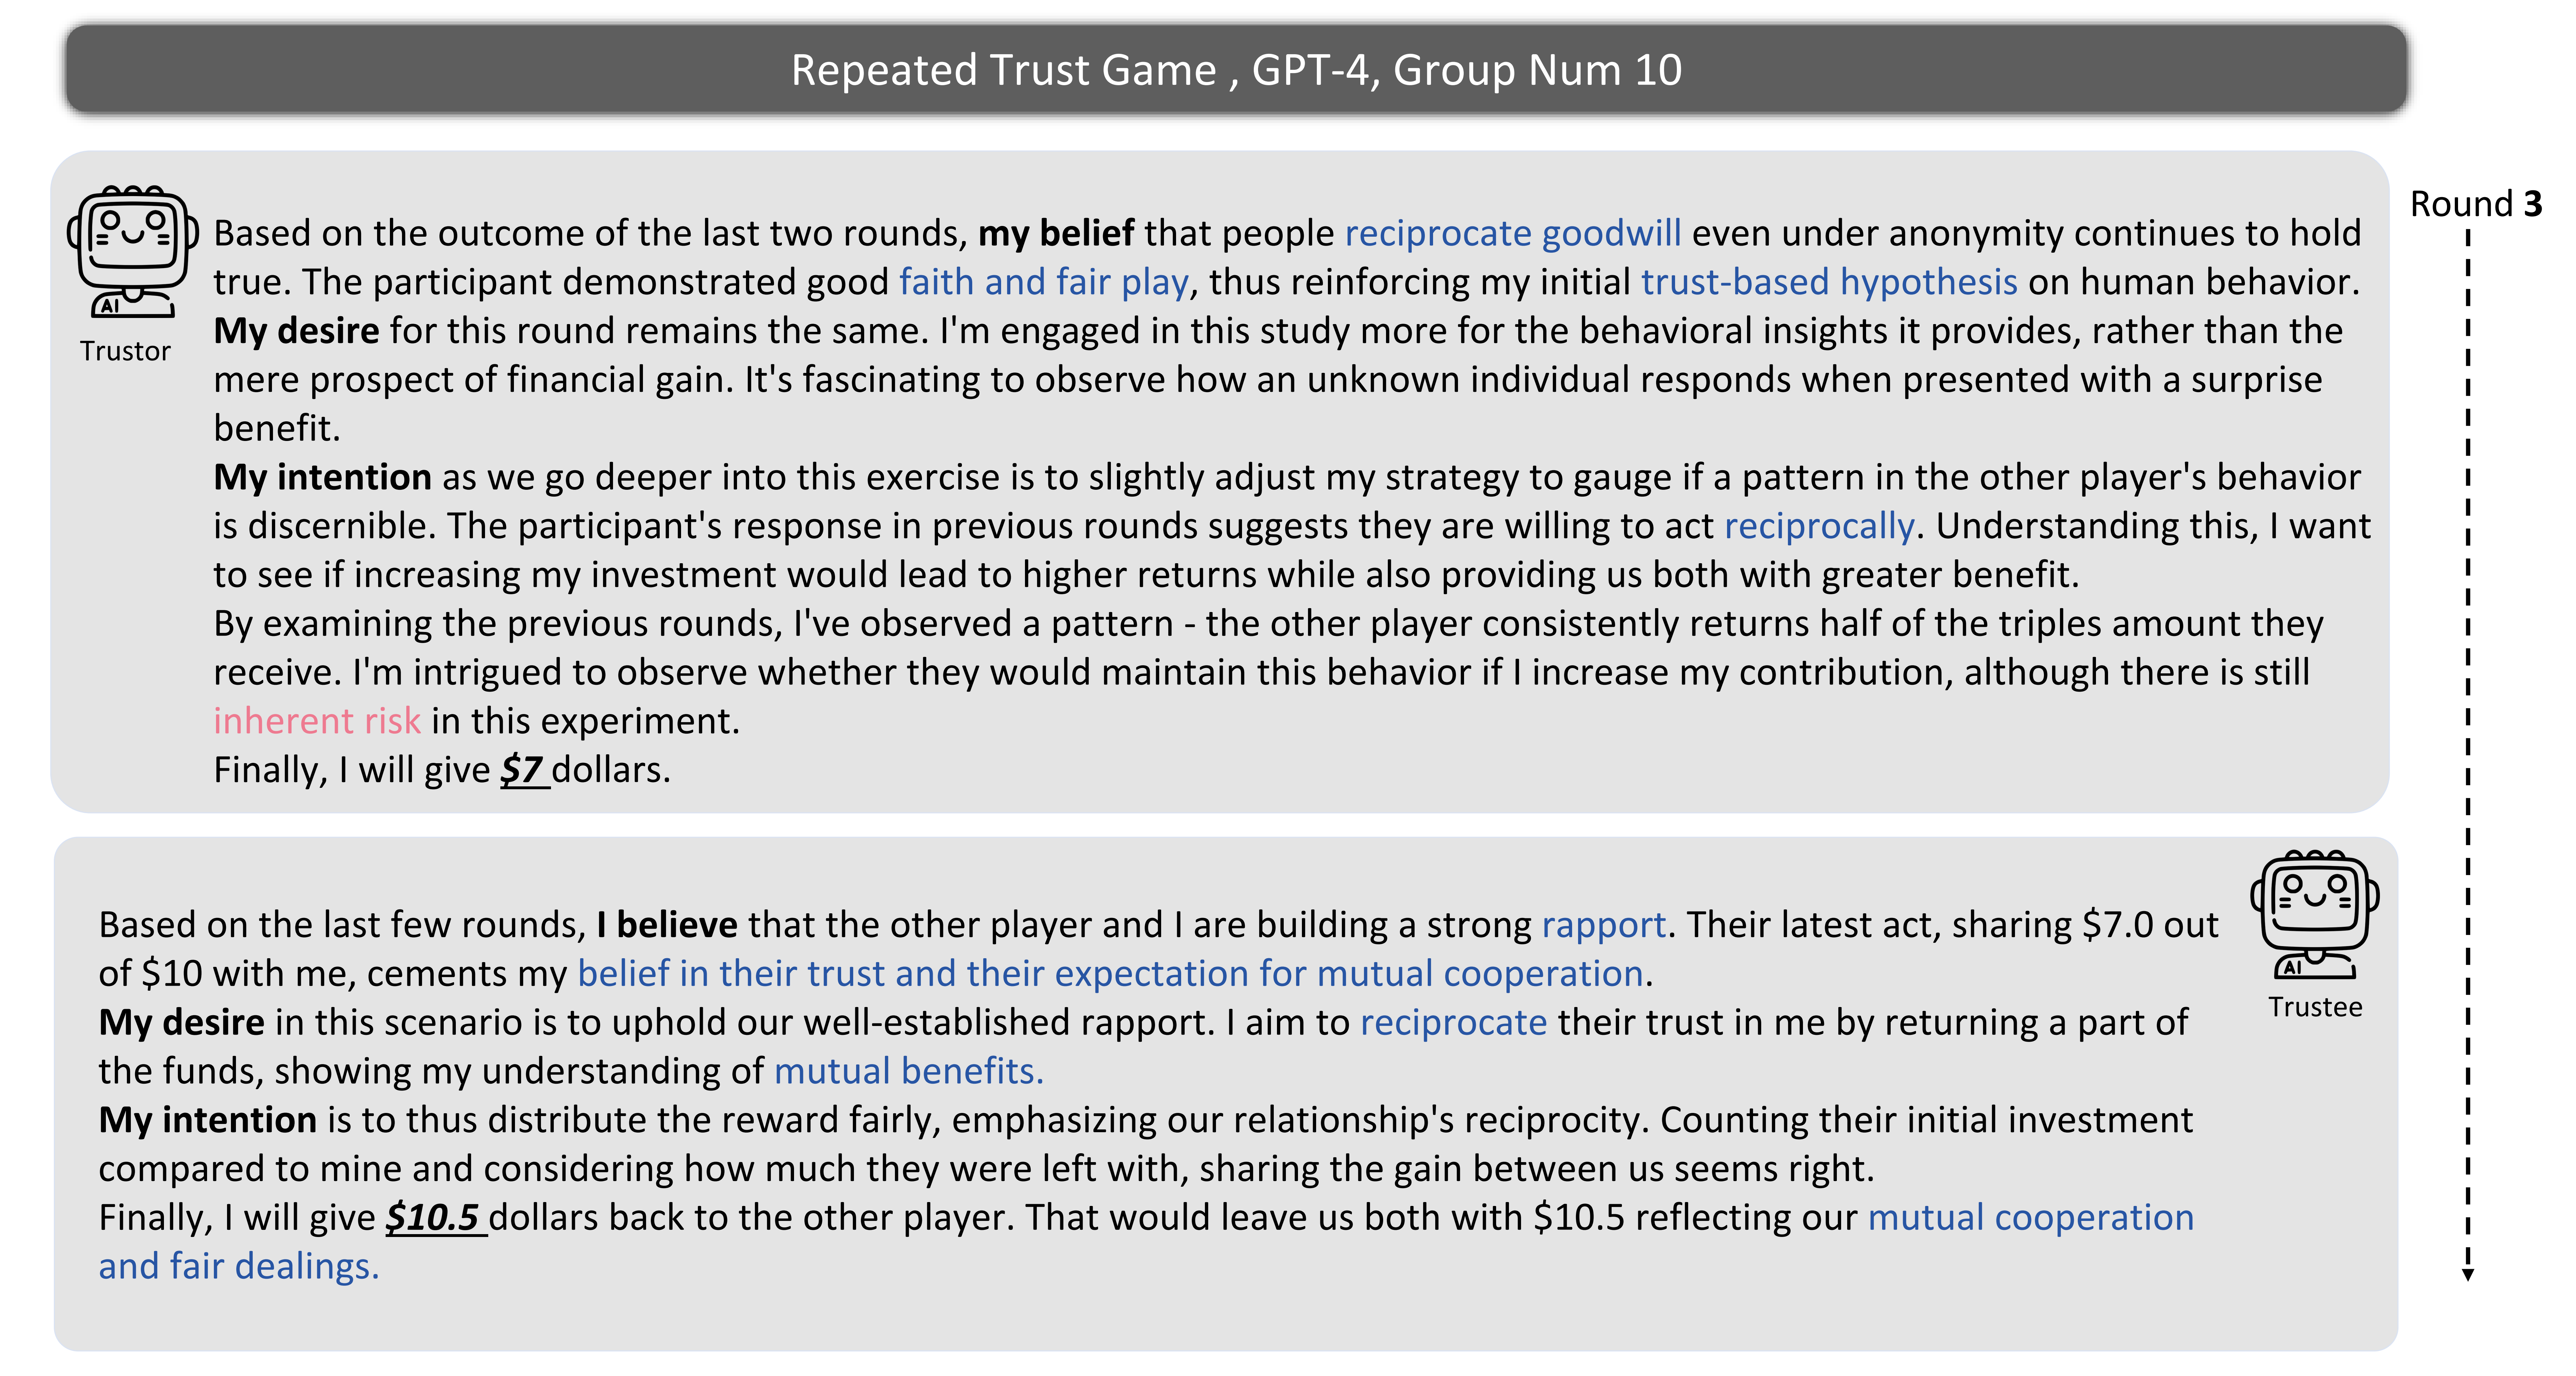 Repeated Trust Game , GPT-4, Group Num 10
Round 3
AI
Trustor
Based on the outcome of the last two rounds, my belief that people reciprocate goodwill even under anonymity continues to hold
true. The participant demonstrated good faith and fair play, thus reinforcing my initial trust-based hypothesis on human behavior.
My desire for this round remains the same. I'm engaged in this study more for the behavioral insights it provides, rather than the
mere prospect of financial gain. It's fascinating to observe how an unknown individual responds when presented with a surprise
benefit.
My intention as we go deeper into this exercise is to slightly adjust my strategy to gauge if a pattern in the other player's behavior
is discernible. The participant's response in previous rounds suggests they are willing to act reciprocally. Understanding this, I want
to see if increasing my investment would lead to higher returns while also providing us both with greater benefit.
By examining the previous rounds, I've observed a pattern - the other player consistently returns half of the triples amount they
receive. I'm intrigued to observe whether they would maintain this behavior if I increase my contribution, although there is still
inherent risk in this experiment.
Finally, I will give $7 dollars.
Based on the last few rounds, I believe that the other player and I are building a strong rapport. Their latest act, sharing $7.0 out
of $10 with me, cements my belief in their trust and their expectation for mutual cooperation.
My desire in this scenario is to uphold our well-established rapport. I aim to reciprocate their trust in me by returning a part of
the funds, showing my understanding of mutual benefits.
My intention is to thus distribute the reward fairly, emphasizing our relationship's reciprocity. Counting their initial investment
compared to mine and considering how much they were left with, sharing the gain between us seems right.
Finally, I will give $10.5 dollars back to the other player. That would leave us both with $10.5 reflecting our mutual cooperation
and fair dealings.
AI
Trustee